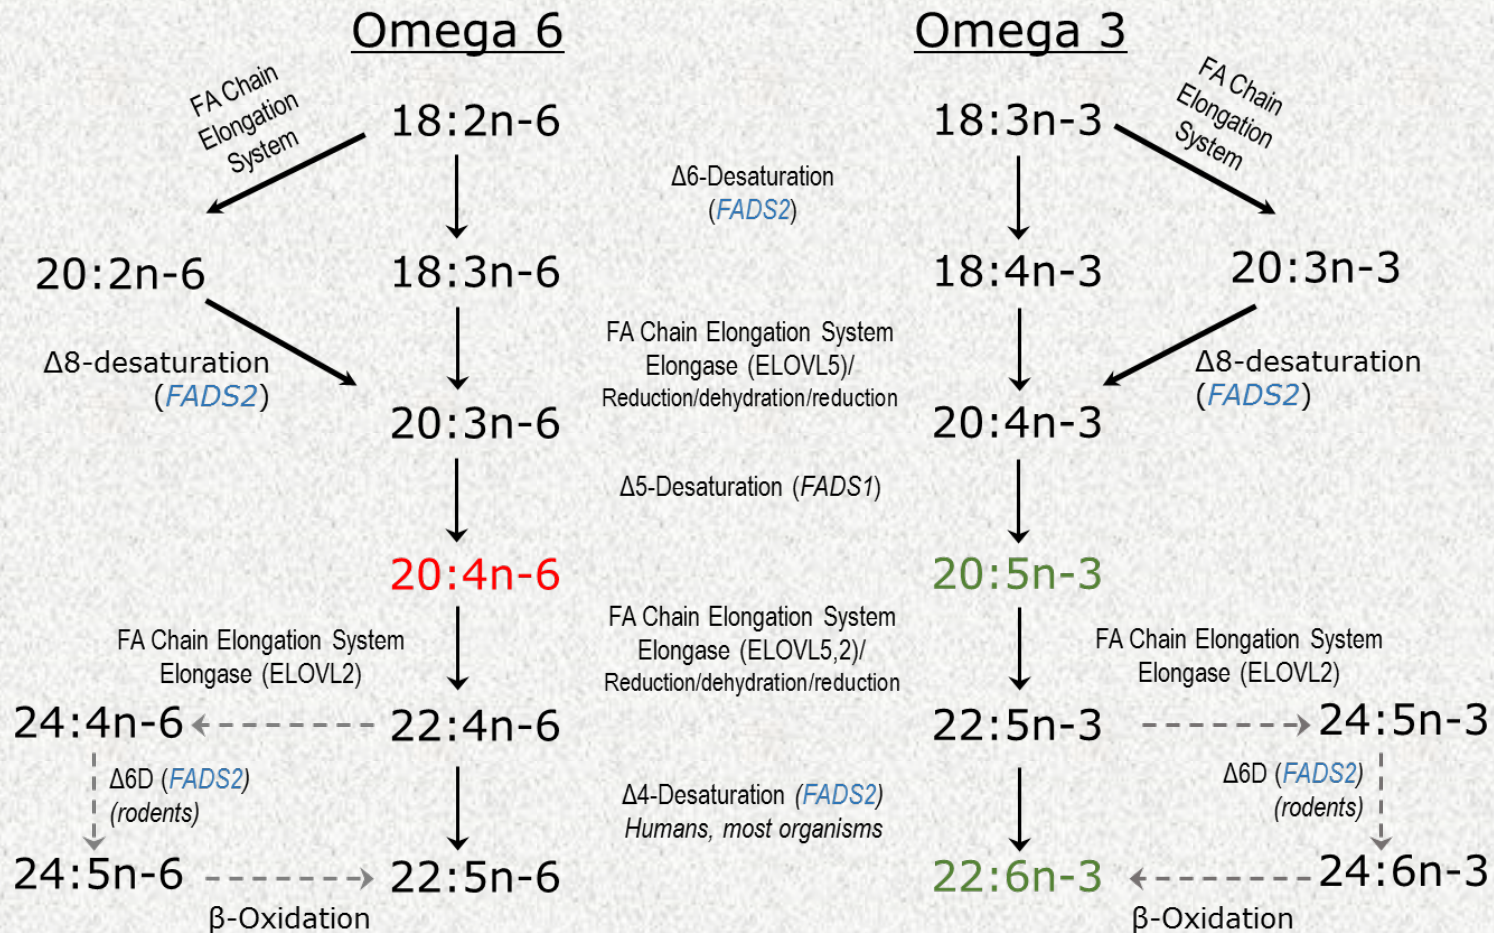 Omega 6
Omega 3
FA Chain
Elongation
System
FA Chain
Elongation
System
18:2n-6
18:3n-3
Δ6-Desaturation
(FADS2)
20:2n-6
18:3n-6
18:4n-3
20:3n-3
Δ8-desaturation
(FADS2)
FA Chain Elongation System
Elongase (ELOVL5)/
Reduction/dehydration/reduction
Δ8-desaturation
(FADS2)
20:3n-6
20:4n-3
Δ5-Desaturation (FADS1)
20:4n-6
20:5n-3
FA Chain Elongation System
Elongase (ELOVL2)
FA Chain Elongation System
Elongase (ELOVL5,2)/
Reduction/dehydration/reduction
FA Chain Elongation System
Elongase (ELOVL2)
24:4n-6
22:4n-6
22:5n-3
24:5n-3
Δ6D (FADS2)
(rodents)
Δ4-Desaturation (FADS2)
Humans, most organisms
Δ6D (FADS2)
(rodents)
24:5n-6
22:5n-6
22:6n-3
24:6n-3
β-Oxidation
β-Oxidation